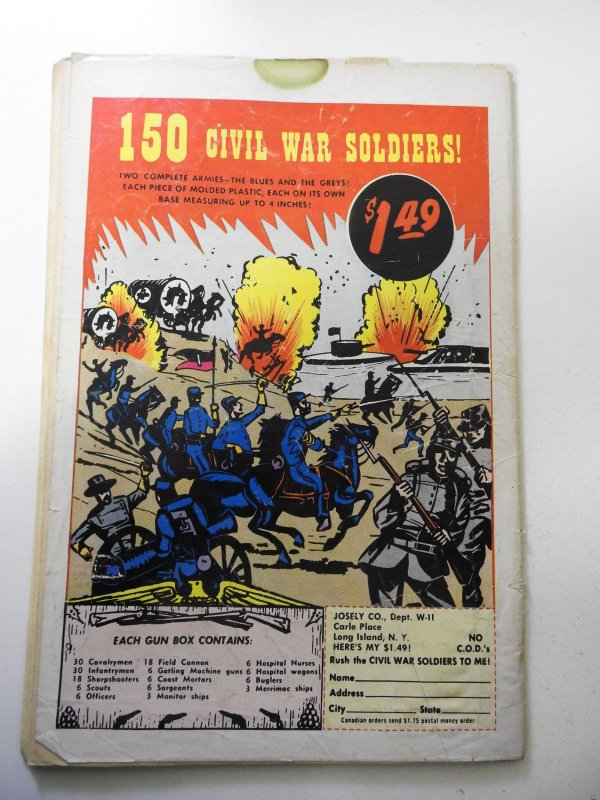 150 CIVIL WAR SOLDIERS!
TWO COMPLETE ARMIES—THE BLUES AND THE GREYS!
EACH PIECE OF MOLDED PLASTIC, EACH ON ITS OWN
BASE MEASURING UP TO 4 INCHES!
$1.49
EACH GUN BOX CONTAINS:
30 Cavalrymen 18 Field Cannon 6 Hospital Nurses
30 Infantrymen 6 Gatling Machine guns 6 Hospital wagons
18 Sharpshooters 6 Coast Mortars 6 Buglers
6 Scouts 6 Sergeants 3 Merrimac ships
6 Officers 3 Monitor ships
JOSELY CO., Dept. W-11
Carle Place
Long Island, N. Y. NO
HERE'S MY $1.49! C.O.D.'s
Rush the CIVIL WAR SOLDIERS TO ME!
Name
Address
City State
Canadian orders send $1.75 postal money order